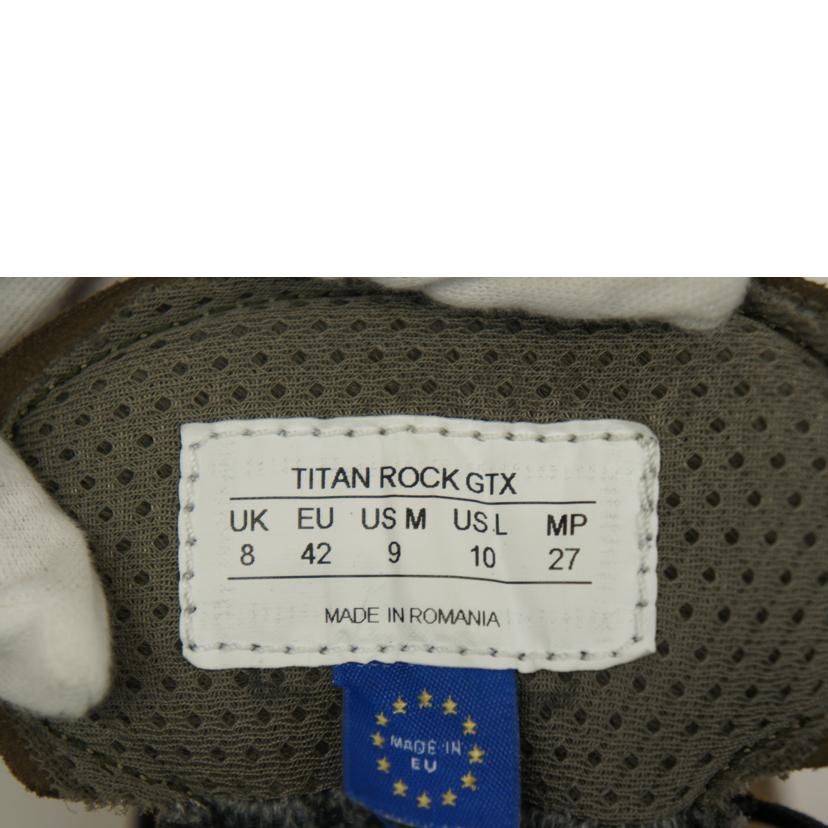 TITAN ROCK GTX
UK EU US M US L MP
8 42 9 10 27
MADE IN ROMANIA
MADE IN
EU